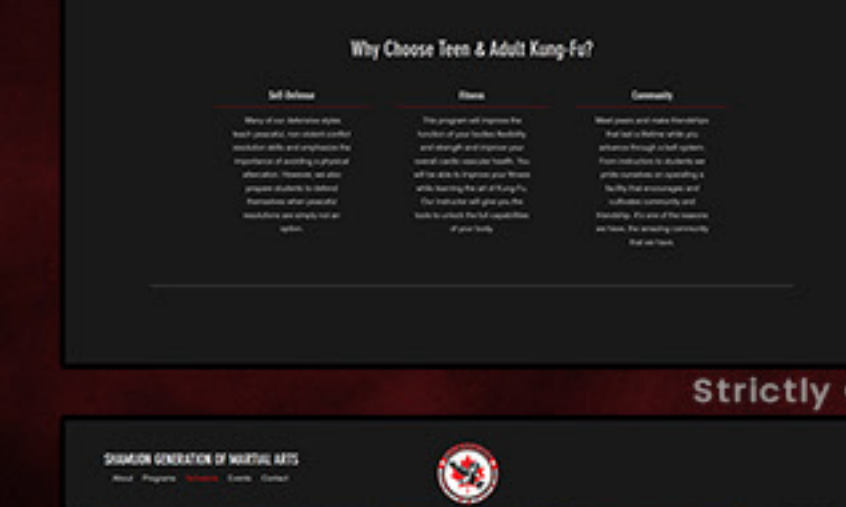 Why Choose Teen & Adult Kung-Fu?
Self-Defense
Many of our defensive styles
teach peaceful, non-violent conflict
resolution skills and emphasize the
importance of avoiding a physical
altercation. However, we also
prepare students to defend
themselves when peaceful
resolutions are simply not an
option.
Fitness
This program will improve the
function of your bodies flexibility
and strength and improve your
overall cardio vascular health. You
will be able to improve your fitness
while learning the art of Kung Fu.
Our Instructor will give you the
tools to unlock the full capabilities
of your body.
Community
Meet peers and make friendships
that last a lifetime while you
advance through a belt system.
From instructors to students we
pride ourselves on operating a
facility that encourages and
cultivates community and
friendship. It's one of the reasons
we have, the amazing community
that we have.
Strictly
GENERATION OF MARTIAL ARTS
About Programs Schedule Events Contact